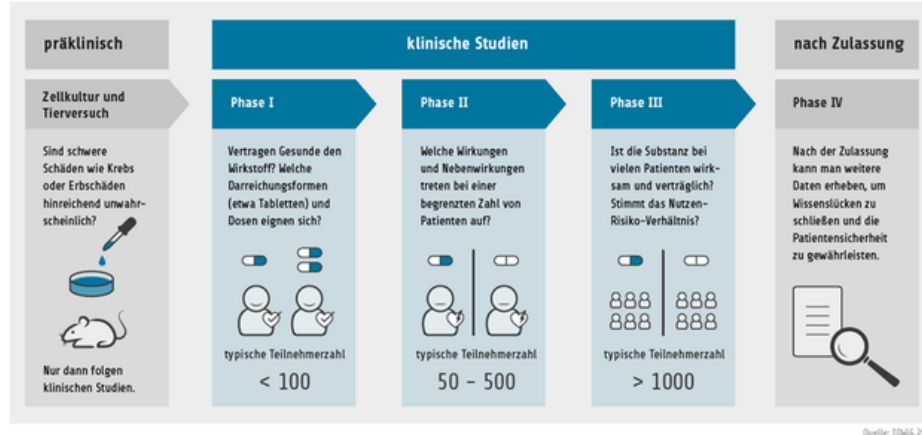 präklinisch
klinische Studien
nach Zulassung
Zellkultur und
Tierversuch
Sind schwere
Schäden wie Krebs
oder Erbschäden
hinreichend unwahr-
scheinlich?
Nur dann folgen
klinischen Studien.
Phase I
Vertragen Gesunde den
Wirkstoff? Welche
Darreichungsformen
(etwa Tabletten) und
Dosen eignen sich?
typische Teilnehmerzahl
< 100
Phase II
Welche Wirkungen
und Nebenwirkungen
treten bei einer
begrenzten Zahl von
Patienten auf?
typische Teilnehmerzahl
50 – 500
Phase III
Ist die Substanz bei
vielen Patienten wirk-
sam und verträglich?
Stimmt das Nutzen-
Risiko-Verhältnis?
typische Teilnehmerzahl
> 1000
Phase IV
Nach der Zulassung
kann man weitere
Daten erheben, um
Wissenslücken zu
schließen und die
Patientensicherheit
zu gewährleisten.
Quelle: IQWiG